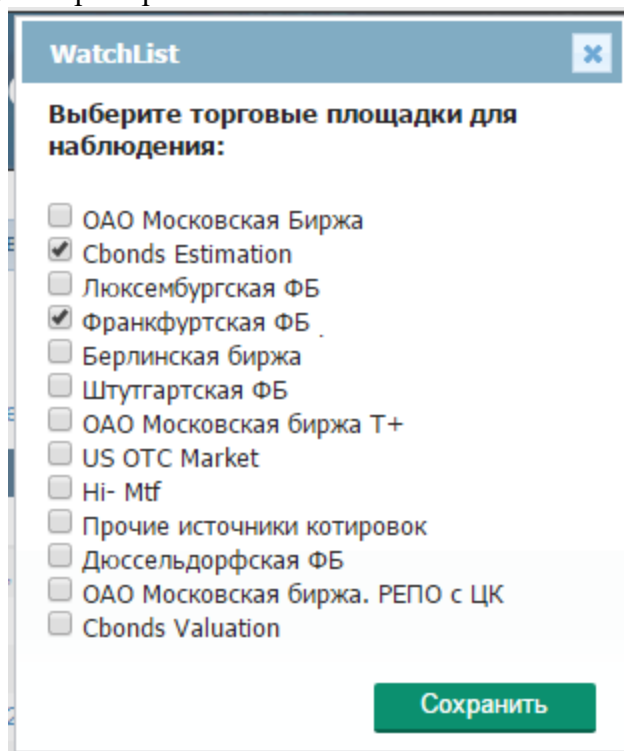 WatchList
Выберите торговые площадки для
наблюдения:
ОАО Московская Биржа
Cbonds Estimation
Люксембургская ФБ
Франкфуртская ФБ
Берлинская биржа
Штутгартская ФБ
ОАО Московская биржа T+
US OTC Market
Hi- Mtf
Прочие источники котировок
Дюссельдорфская ФБ
ОАО Московская биржа. РЕПО с ЦК
Cbonds Valuation
Сохранить